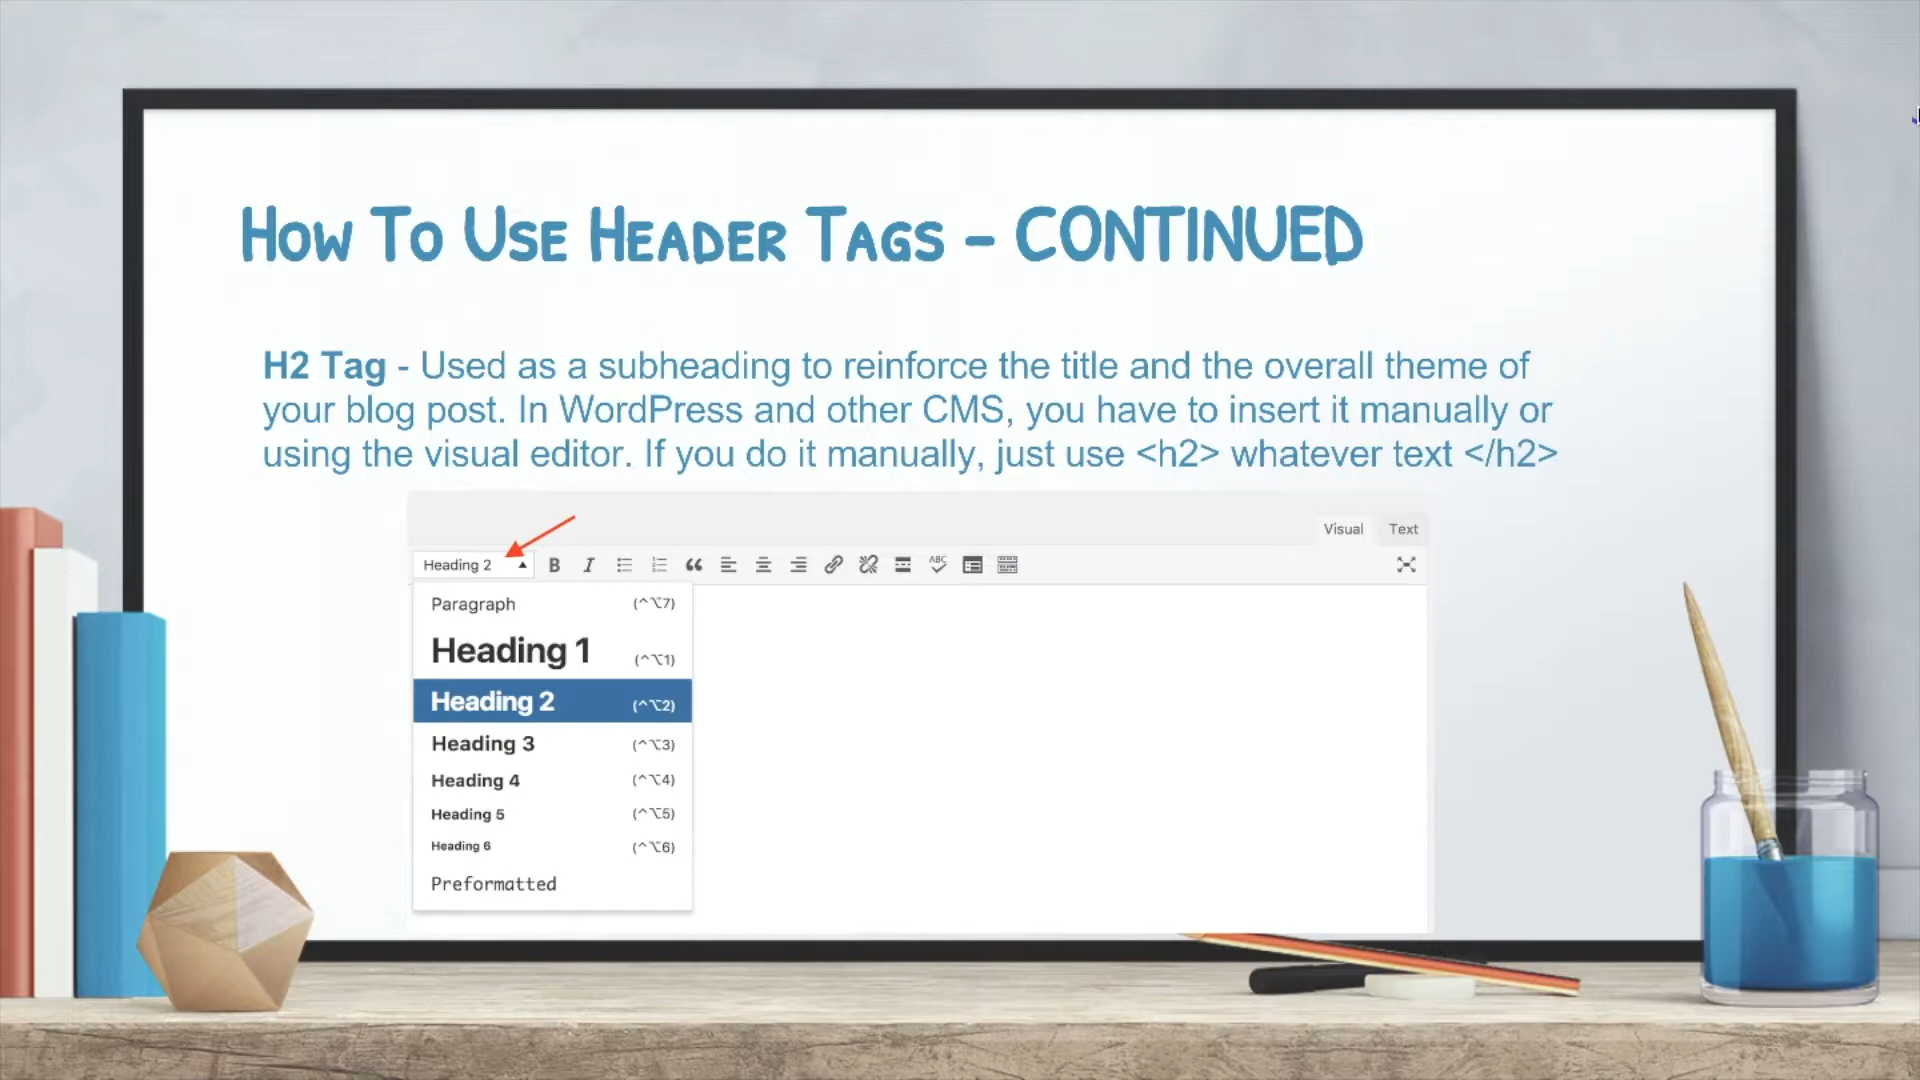 How To Use Header Tags - CONTINUED
H2 Tag - Used as a subheading to reinforce the title and the overall theme of
your blog post. In WordPress and other CMS, you have to insert it manually or
using the visual editor. If you do it manually, just use <h2> whatever text </h2>
Visual Text
Heading 2 B I ABC
Paragraph (^⌥7)
Heading 1 (^⌥1)
Heading 2 (^⌥2)
Heading 3 (^⌥3)
Heading 4 (^⌥4)
Heading 5 (^⌥5)
Heading 6 (^⌥6)
Preformatted